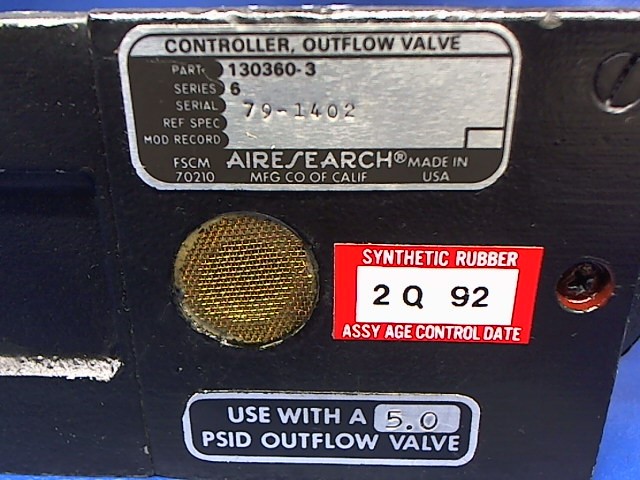 CONTROLLER, OUTFLOW VALVE
PART 130360-3
SERIES 6
SERIAL 79-1402
REF SPEC
MOD RECORD
FSCM 70210
AIRESEARCH® MADE IN USA
MFG CO OF CALIF
SYNTHETIC RUBBER
2 Q 92
ASSY AGE CONTROL DATE
USE WITH A 5.0
PSID OUTFLOW VALVE